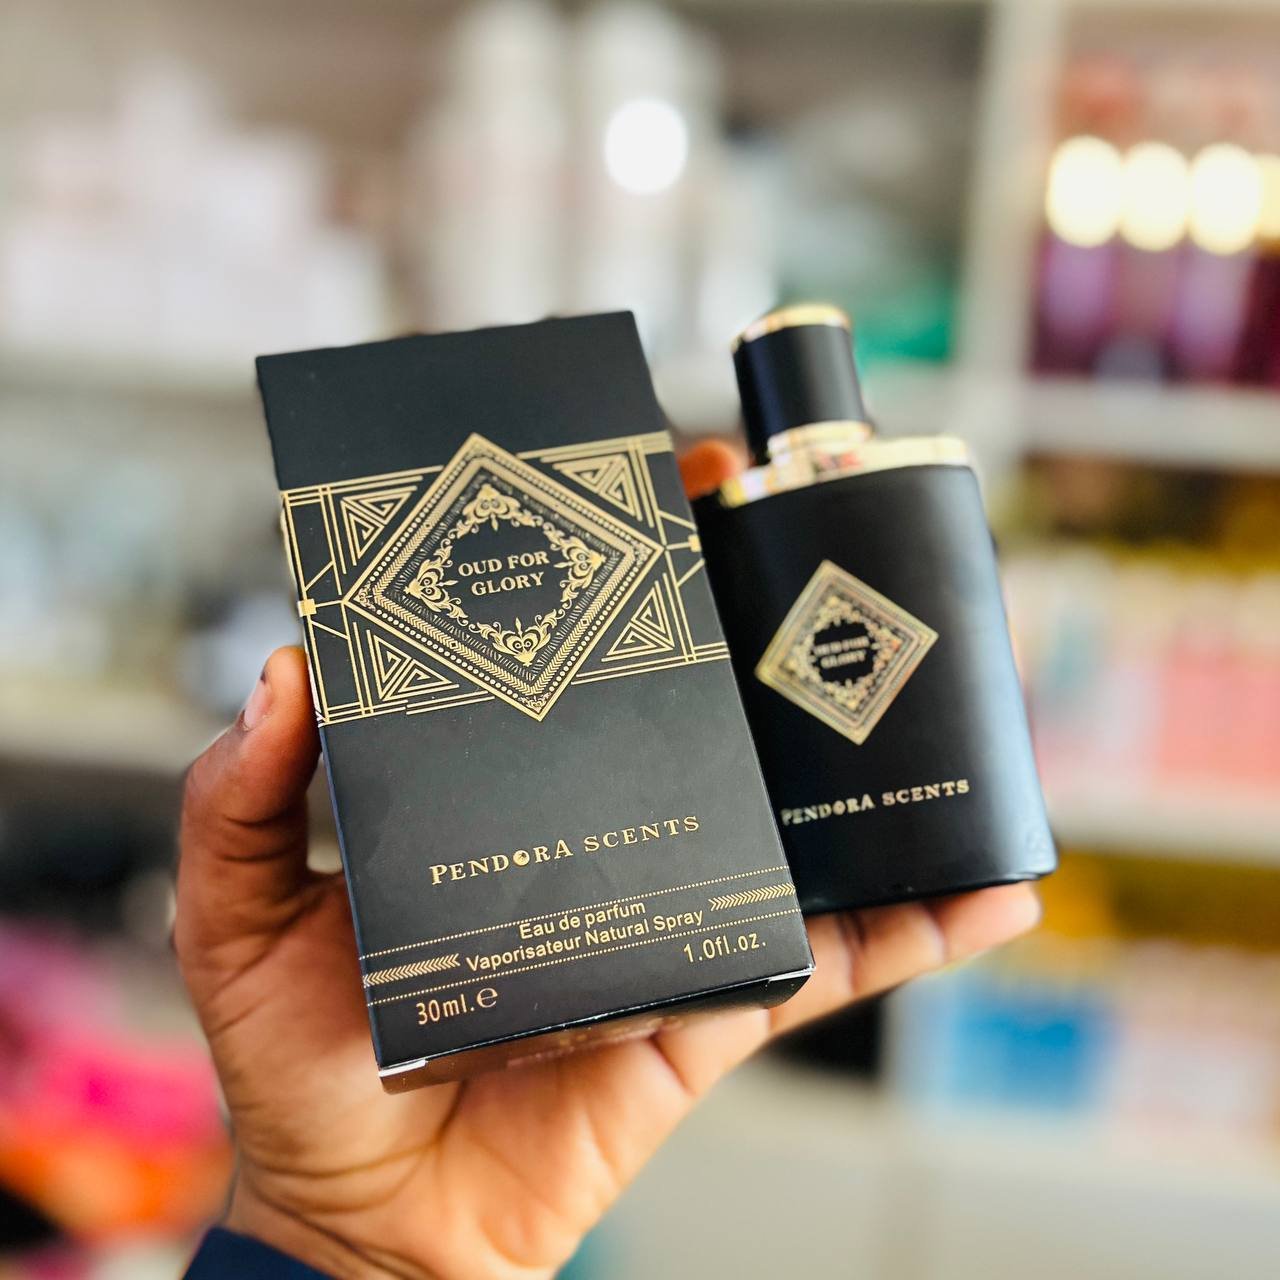 OUD FOR
GLORY
PENDORA SCENTS
Eau de parfum
Vaporisateur Natural Spray
30ml.e
1.0fl.oz.
OUD FOR
GLORY
PENDORA SCENTS